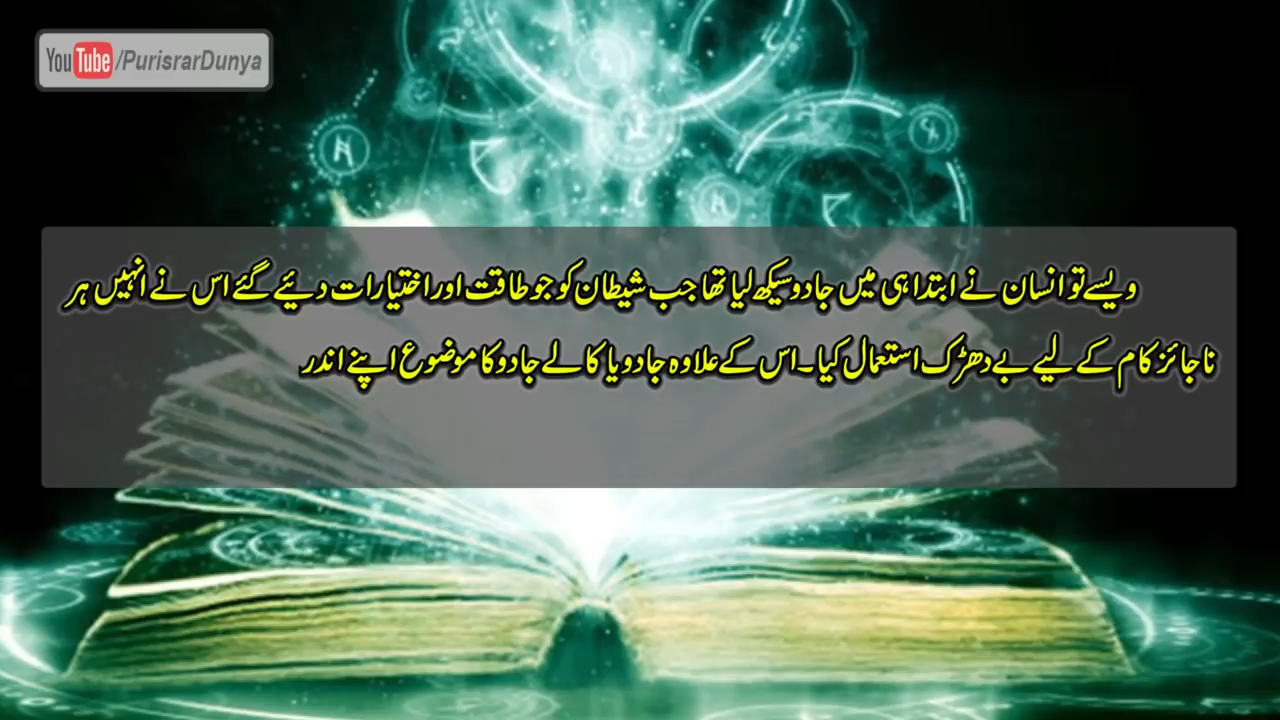 YouTube/PurisrarDunya
ویسے تو انسان نے ابتدا ہی میں جادو سیکھ لیا تھا جب شیطان کو جو طاقت اور اختیارات دئیے گئے اس نے انہیں ہر
ناجائز کام کے لیے بے دھڑک استعمال کیا۔ اس کے علاوہ جادو یا کالے جادو کا موضوع اپنے اندر